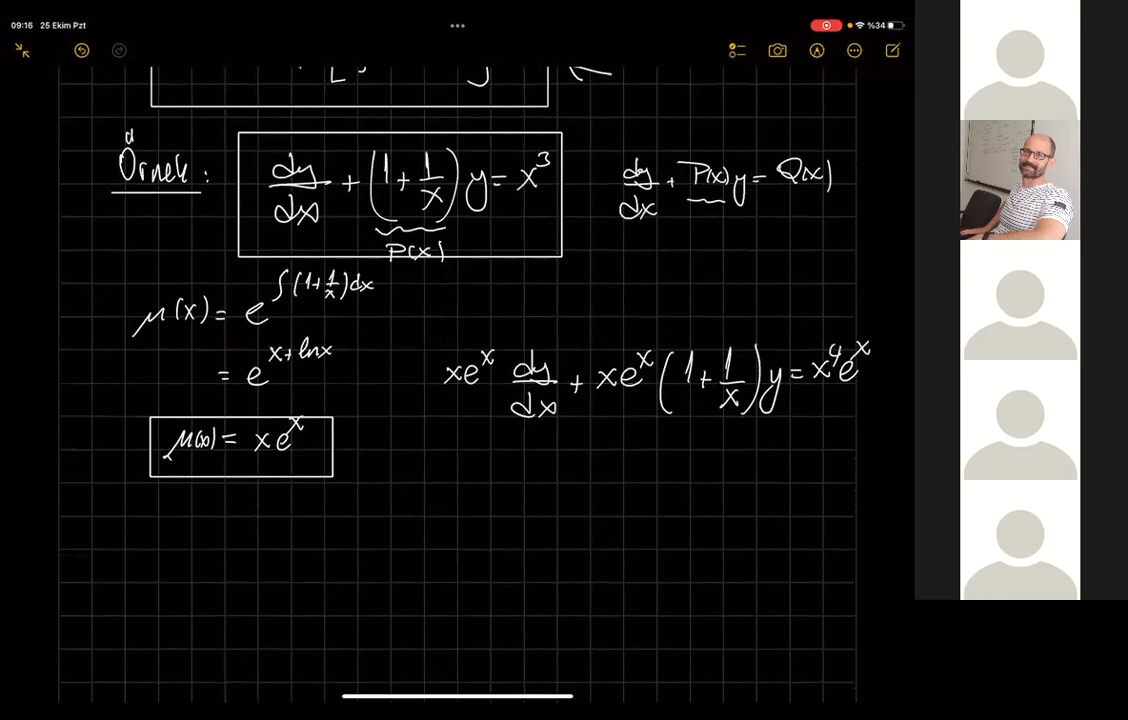 09:16 25 Ekim Pzt
%34
Örnek: dy/dx + (1 + 1/x) y = x³
P(x)
dy/dx + P(x) y = Q(x)
μ(x) = e^∫(1+1/x)dx
= e^(x+lnx)
xe^x dy/dx + xe^x (1 + 1/x) y = x⁴e^x
μ(x) = xe^x